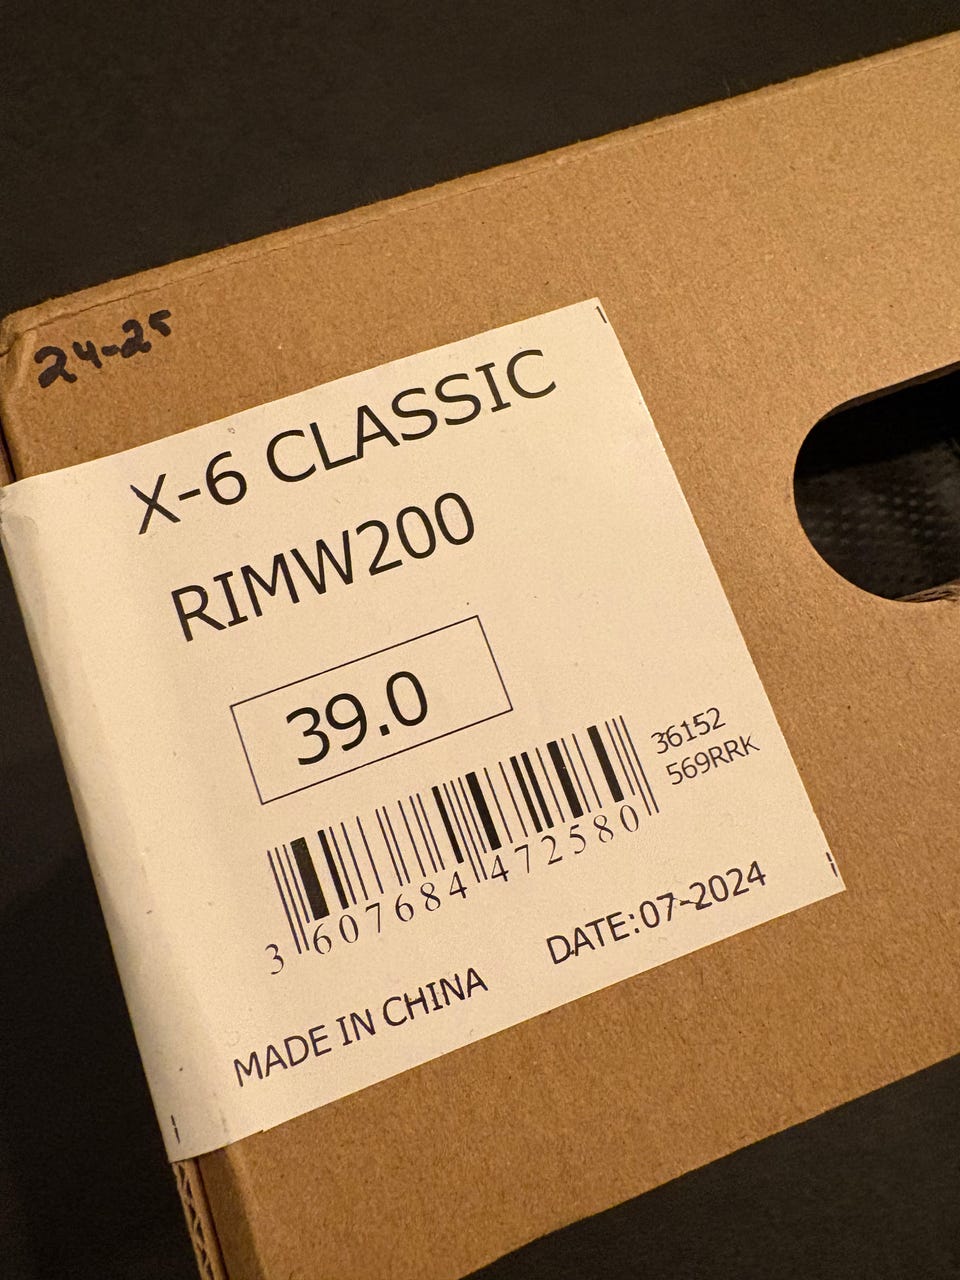 24-25
X-6 CLASSIC
RIMW200
39.0
36152
569RRK
3 607684 472580
DATE:07-2024
MADE IN CHINA